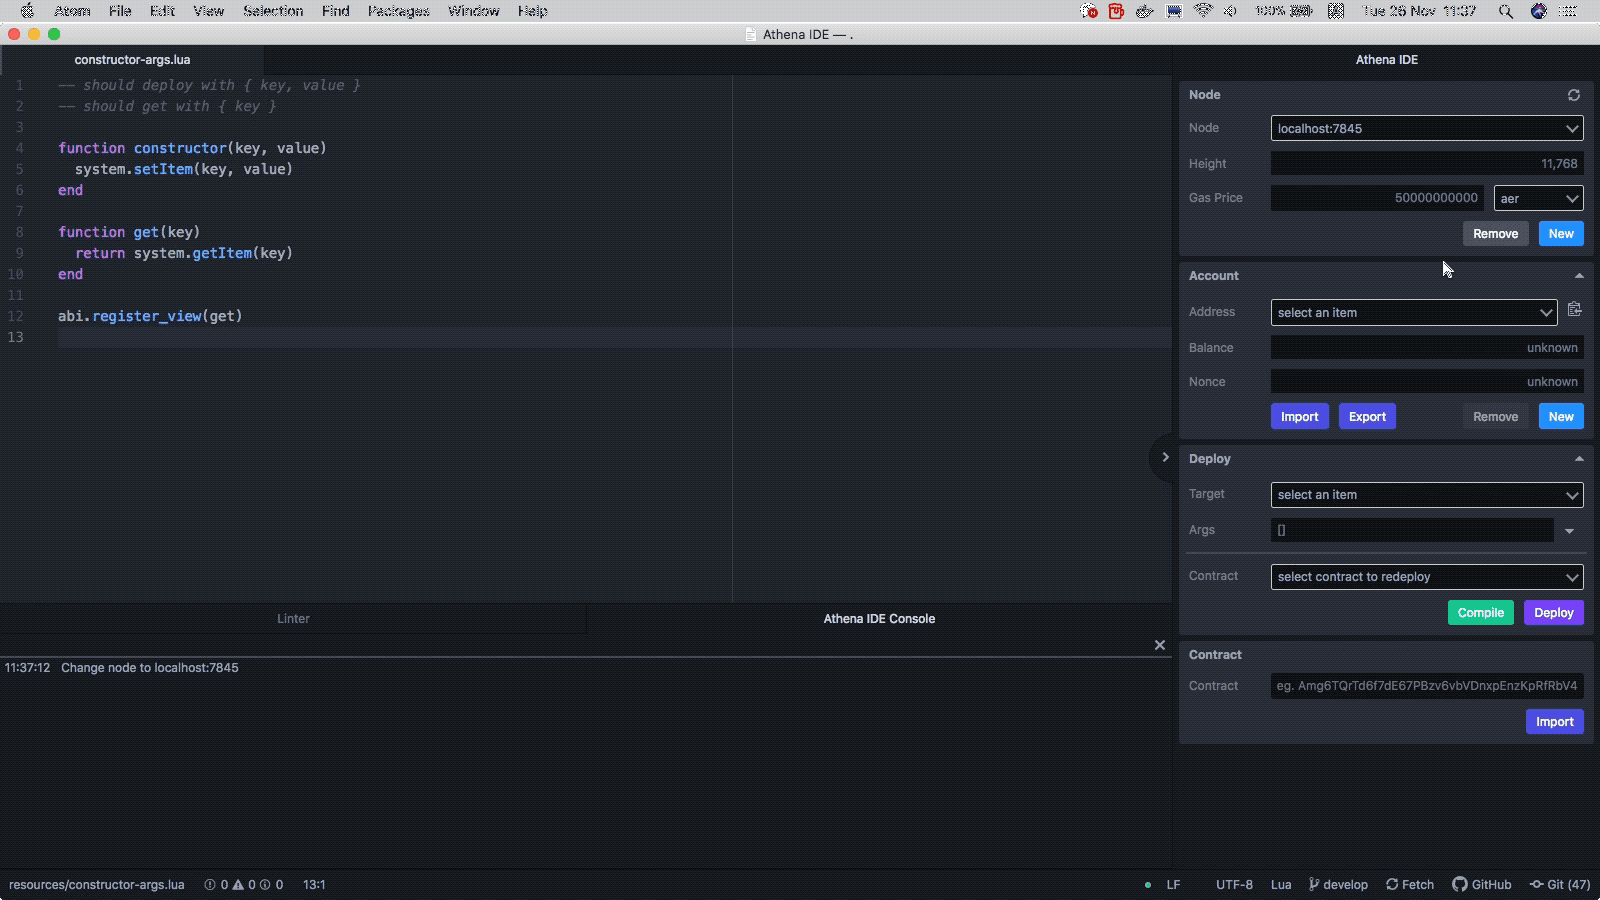 Atom File Edit View Selection Find Packages Window Help 100% Tue 26 Nov 11:37
Athena IDE — .
constructor-args.lua
1 -- should deploy with { key, value }
2 -- should get with { key }
3
4 function constructor(key, value)
5 system.setItem(key, value)
6 end
7
8 function get(key)
9 return system.getItem(key)
10 end
11
12 abi.register_view(get)
13
Linter Athena IDE Console
11:37:12 Change node to localhost:7845
Athena IDE
Node
Node localhost:7845
Height 11,768
Gas Price 50000000000 aer
Remove New
Account
Address select an item
Balance unknown
Nonce unknown
Import Export Remove New
Deploy
Target select an item
Args []
Contract select contract to redeploy
Compile Deploy
Contract
Contract eg. Amg6TQrTd6f7dE67PBzv6vbVDnxpEnzKpRfRbV4
Import
resources/constructor-args.lua 0 0 0 13:1 LF UTF-8 Lua develop Fetch GitHub Git (47)